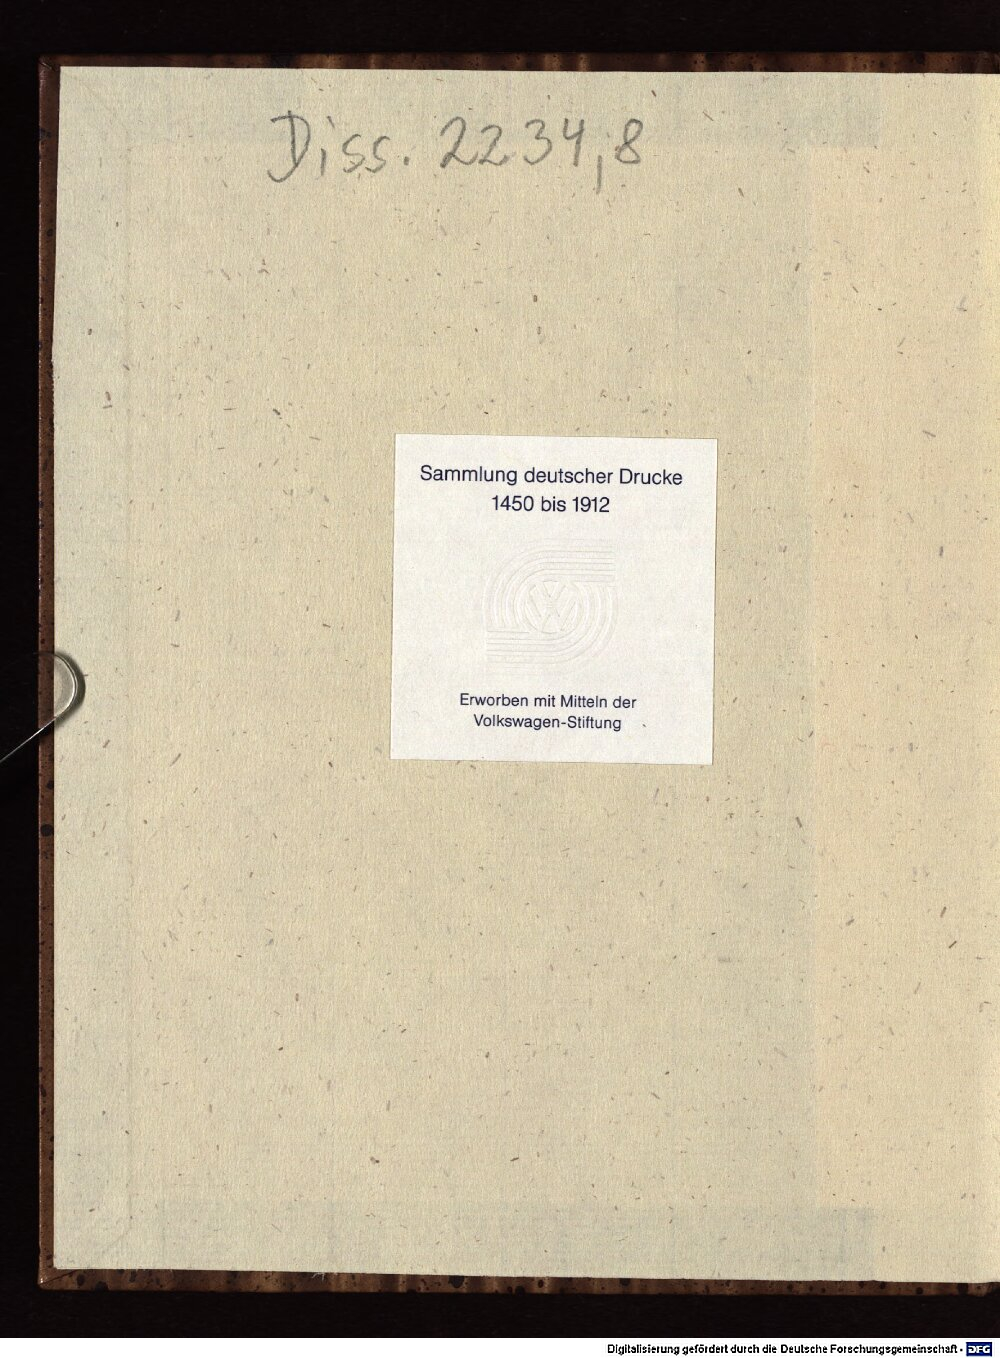 Diss. 2234,8
Sammlung deutscher Drucke
1450 bis 1912
VW
Erworben mit Mitteln der
Volkswagen-Stiftung
Digitalisierung gefördert durch die Deutsche Forschungsgemeinschaft - DFG